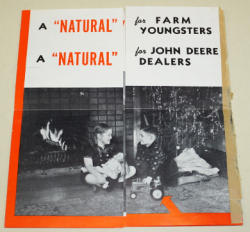 A "NATURAL" for FARM
YOUNGSTERS
A "NATURAL" for JOHN DEERE
DEALERS